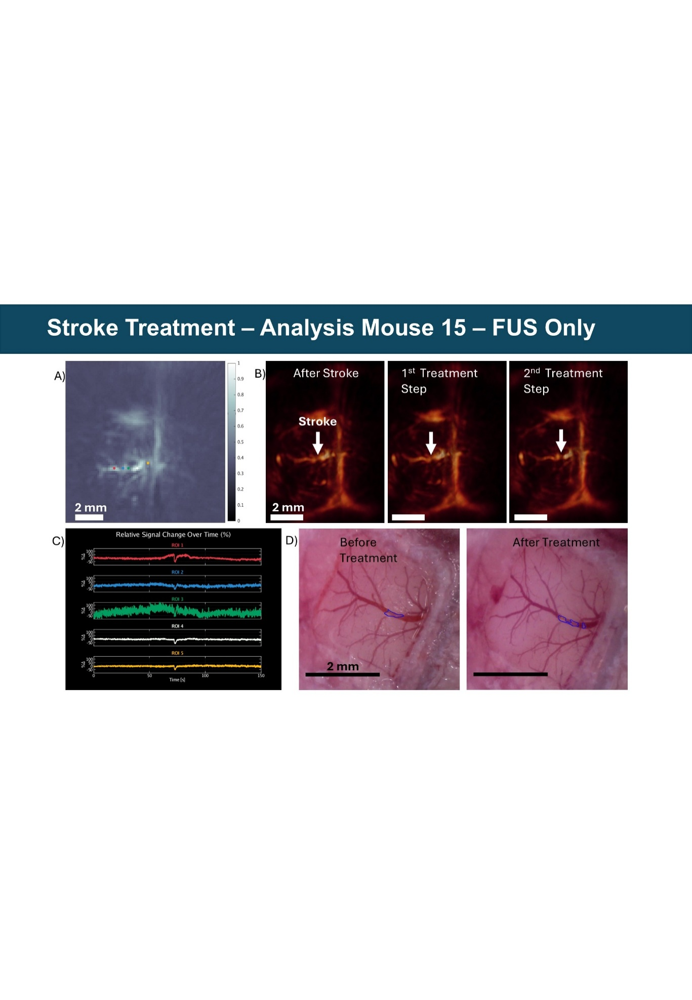 Stroke Treatment – Analysis Mouse 15 – FUS Only
A)
1
0.9
0.8
0.7
0.6
0.5
0.4
0.3
0.2
0.1
0
2 mm
B)
After Stroke
Stroke
2 mm
1st Treatment
Step
2nd Treatment
Step
C)
Relative Signal Change Over Time (%)
ROI 1
%Δ
100
50
0
-50
ROI 2
%Δ
100
50
0
-50
ROI 3
%Δ
100
50
0
-50
ROI 4
%Δ
100
50
0
-50
ROI 5
%Δ
100
50
0
-50
0 50 100 150
Time [s]
D)
Before
Treatment
2 mm
After Treatment